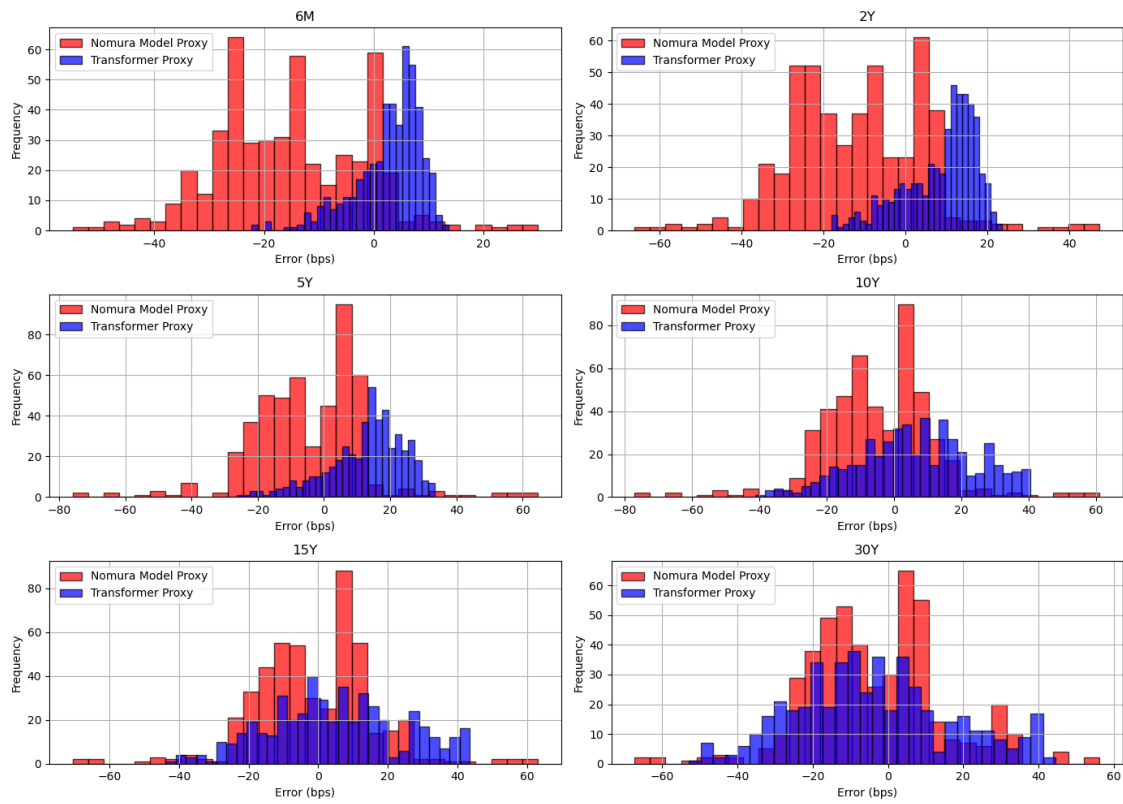 6M
Nomura Model Proxy
Transformer Proxy
Frequency
60
50
40
30
20
10
0
−40 −20 0 20
Error (bps)
2Y
Nomura Model Proxy
Transformer Proxy
Frequency
60
50
40
30
20
10
0
−60 −40 −20 0 20 40
Error (bps)
5Y
Nomura Model Proxy
Transformer Proxy
Frequency
80
60
40
20
0
−80 −60 −40 −20 0 20 40 60
Error (bps)
10Y
Nomura Model Proxy
Transformer Proxy
Frequency
80
60
40
20
0
−80 −60 −40 −20 0 20 40 60
Error (bps)
15Y
Nomura Model Proxy
Transformer Proxy
Frequency
80
60
40
20
0
−60 −40 −20 0 20 40 60
Error (bps)
30Y
Nomura Model Proxy
Transformer Proxy
Frequency
60
50
40
30
20
10
0
−60 −40 −20 0 20 40 60
Error (bps)